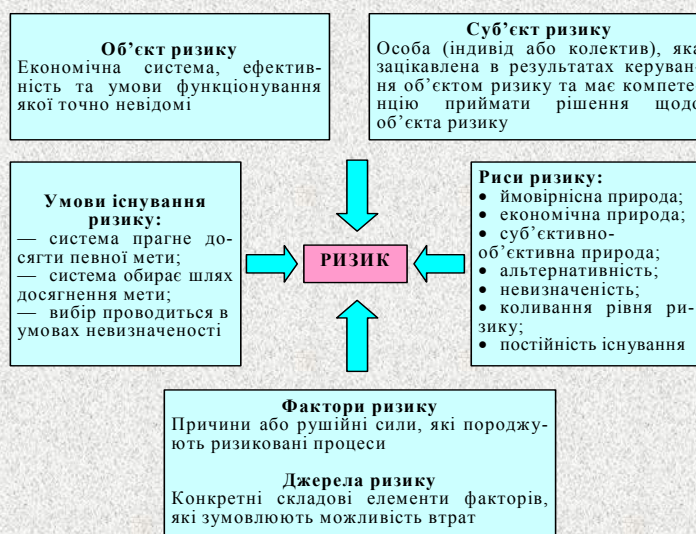 Об’єкт ризику
Економічна система, ефектив-
ність та умови функціонування
якої точно невідомі
Суб’єкт ризику
Особа (індивід або колектив), яка
зацікавлена в результатах керуван-
ня об’єктом ризику та має компете-
нцію приймати рішення щодо
об’єкта ризику
Умови існування
ризику:
— система прагне до-
сягти певної мети;
— система обирає шлях
досягнення мети;
— вибір проводиться в
умовах невизначеності
РИЗИК
Риси ризику:
• ймовірнісна природа;
• економічна природа;
• суб’єктивно-
об’єктивна природа;
• альтернативність;
• невизначеність;
• коливання рівня ри-
зику;
• постійність існування
Фактори ризику
Причини або рушійні сили, які породжу-
ють ризиковані процеси
Джерела ризику
Конкретні складові елементи факторів,
які зумовлюють можливість втрат